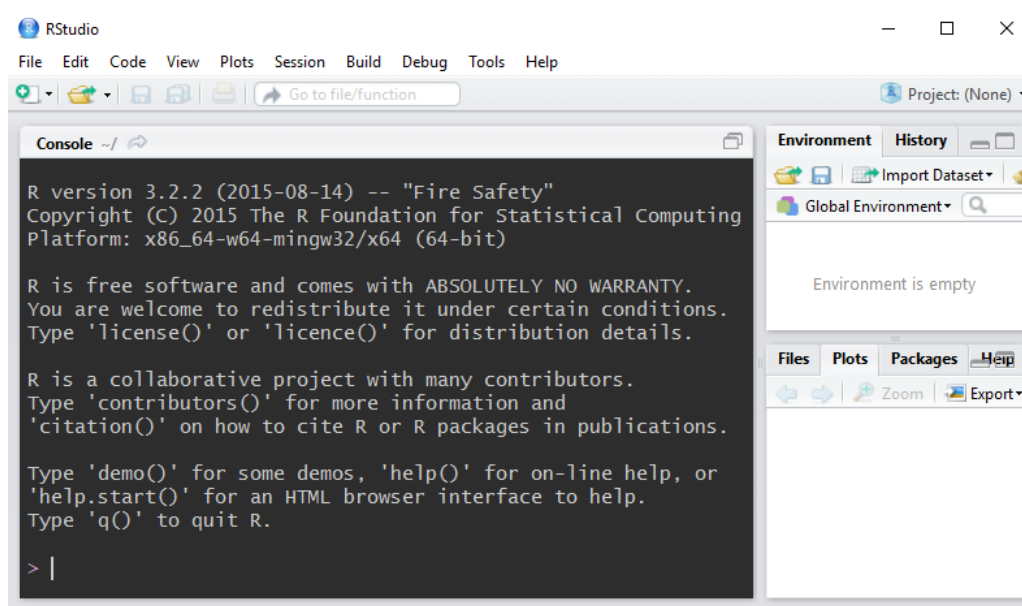 RStudio
File Edit Code View Plots Session Build Debug Tools Help
Go to file/function
Project: (None)
Console ~/
R version 3.2.2 (2015-08-14) -- "Fire Safety"
Copyright (C) 2015 The R Foundation for Statistical Computing
Platform: x86_64-w64-mingw32/x64 (64-bit)
R is free software and comes with ABSOLUTELY NO WARRANTY.
You are welcome to redistribute it under certain conditions.
Type 'license()' or 'licence()' for distribution details.
R is a collaborative project with many contributors.
Type 'contributors()' for more information and
'citation()' on how to cite R or R packages in publications.
Type 'demo()' for some demos, 'help()' for on-line help, or
'help.start()' for an HTML browser interface to help.
Type 'q()' to quit R.
>
Environment History
Import Dataset
Global Environment
Environment is empty
Files Plots Packages Help
Zoom Export